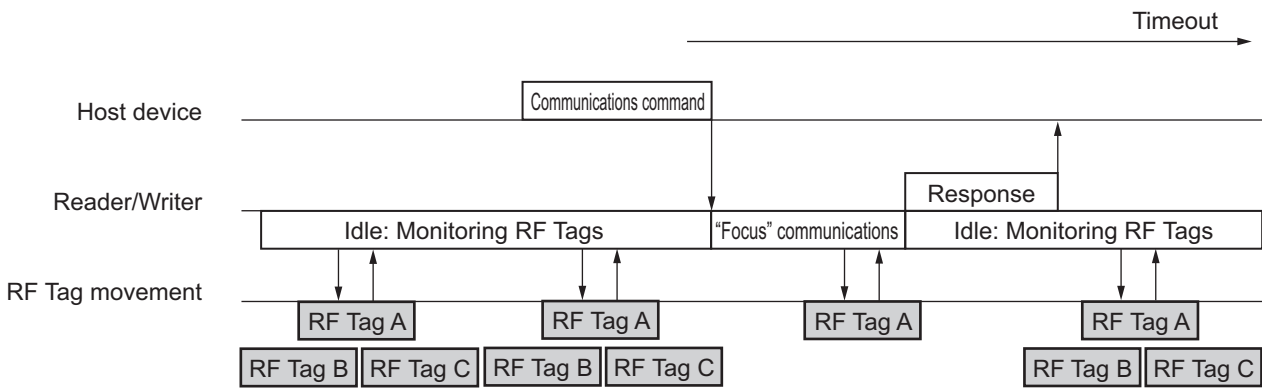 Timeout
Host device
Communications command
Reader/Writer
Response
Idle: Monitoring RF Tags
“Focus” communications
Idle: Monitoring RF Tags
RF Tag movement
RF Tag A
RF Tag A
RF Tag A
RF Tag A
RF Tag B
RF Tag C
RF Tag B
RF Tag C
RF Tag B
RF Tag C